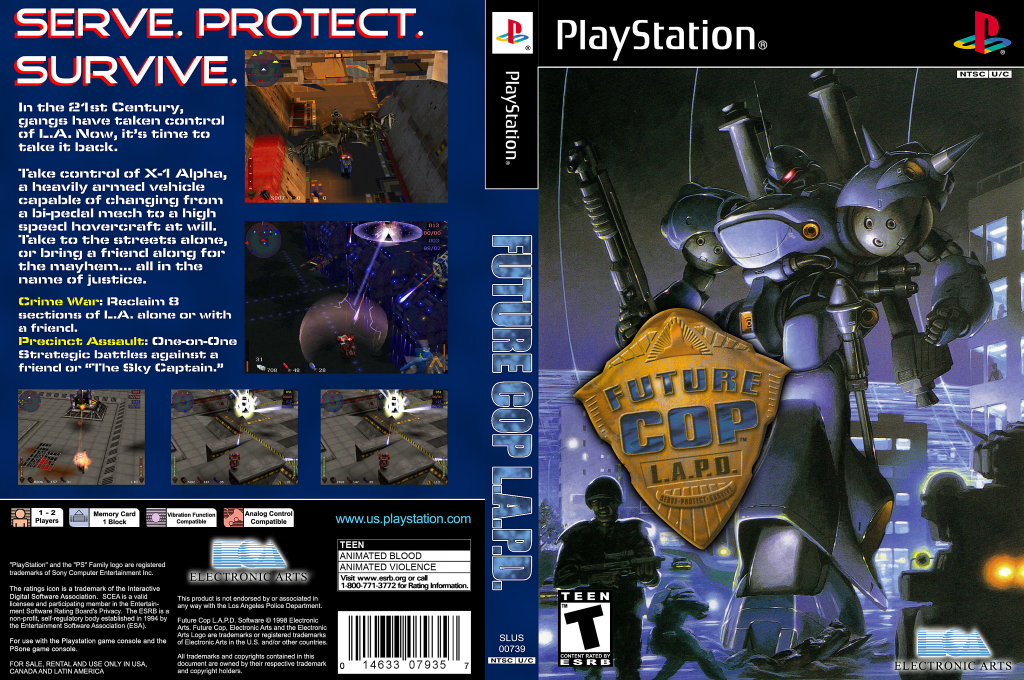 SERVE. PROTECT.
SURVIVE.
In the 21st Century,
gangs have taken control
of L.A. Now, it's time to
take it back.
Take control of X-1 Alpha,
a heavily armed vehicle
capable of changing from
a bi-pedal mech to a high
speed hovercraft at will.
Take to the streets alone,
or bring a friend along for
the mayhem... all in the
name of justice.
Crime War: Reclaim 8
sections of L.A. alone or with
a friend.
Precinct Assault: One-on-One
Strategic battles against a
friend or "The Sky Captain."
1 - 2
Players
Memory Card
1 Block
Vibration Function
Compatible
Analog Control
Compatible
www.us.playstation.com
"PlayStation" and the "PS" Family logo are registered
trademarks of Sony Computer Entertainment Inc.
The ratings icon is a trademark of the Interactive
Digital Software Association. SCEA is a valid
licensee and participating member in the Entertain-
ment Software Rating Board's Privacy. The ESRB is a
non-profit, self-regulatory body established in 1994 by
the Entertainment Software Association (ESA).
For use with the Playstation game console and the
PSone game console.
FOR SALE, RENTAL AND USE ONLY IN USA,
CANADA AND LATIN AMERICA
EA
ELECTRONIC ARTS
This product is not endorsed by or associated in
any way with the Los Angeles Police Department.
Future Cop L.A.P.D. Software © 1998 Electronic
Arts. Future Cop, Electronic Arts and the Electronic
Arts Logo are trademarks or registered trademarks
of Electronic Arts in the U.S. and/or other countries.
All trademarks and copyrights contained in this
document are owned by their respective trademark
and copyright holders.
TEEN
ANIMATED BLOOD
ANIMATED VIOLENCE
Visit www.esrb.org or call
1-800-771-3772 for Rating Information.
0 14633 07935 7
PlayStation®
FUTURE COP L.A.P.D.
SLUS
00739
NTSC U/C
PlayStation®
NTSC U/C
FUTURE
COP™
L.A.P.D.
TEEN
T
CONTENT RATED BY
ESRB
EA
ELECTRONIC ARTS™